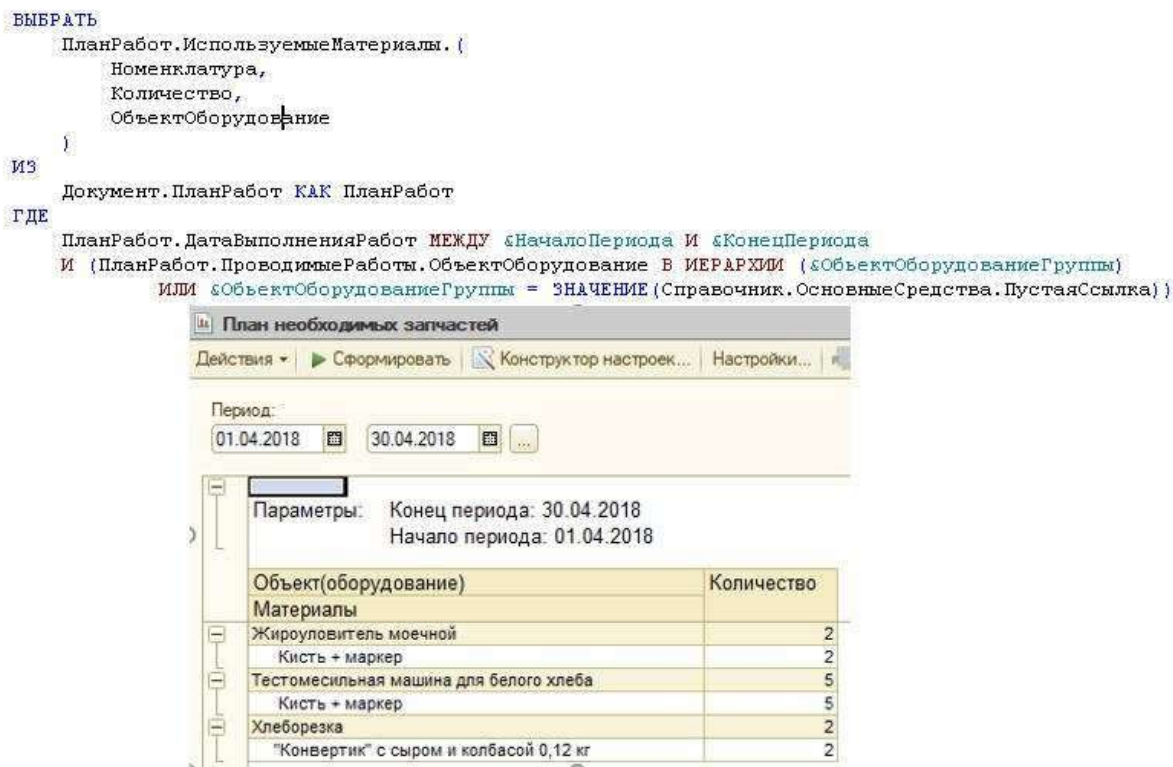 ВЫБРАТЬ
ПланРабот.ИспользуемыеМатериалы.(
Номенклатура,
Количество,
ОбъектОборудование
)
ИЗ
Документ.ПланРабот КАК ПланРабот
ГДЕ
ПланРабот.ДатаВыполненияРабот МЕЖДУ &НачалоПериода И &КонецПериода
И (ПланРабот.ПроводимыеРаботы.ОбъектОборудование В ИЕРАРХИИ (&ОбъектОборудованиеГруппы)
ИЛИ &ОбъектОборудованиеГруппы = ЗНАЧЕНИЕ(Справочник.ОсновныеСредства.ПустаяСсылка))
План необходимых запчастей
Действия Сформировать Конструктор настроек... Настройки...
Период:
01.04.2018 30.04.2018 ...
Параметры: Конец периода: 30.04.2018
Начало периода: 01.04.2018
Объект(оборудование) Количество
Материалы
Жироуловитель моечной 2
Кисть + маркер 2
Тестомесильная машина для белого хлеба 5
Кисть + маркер 5
Хлеборезка 2
"Конвертик" с сыром и колбасой 0,12 кг 2